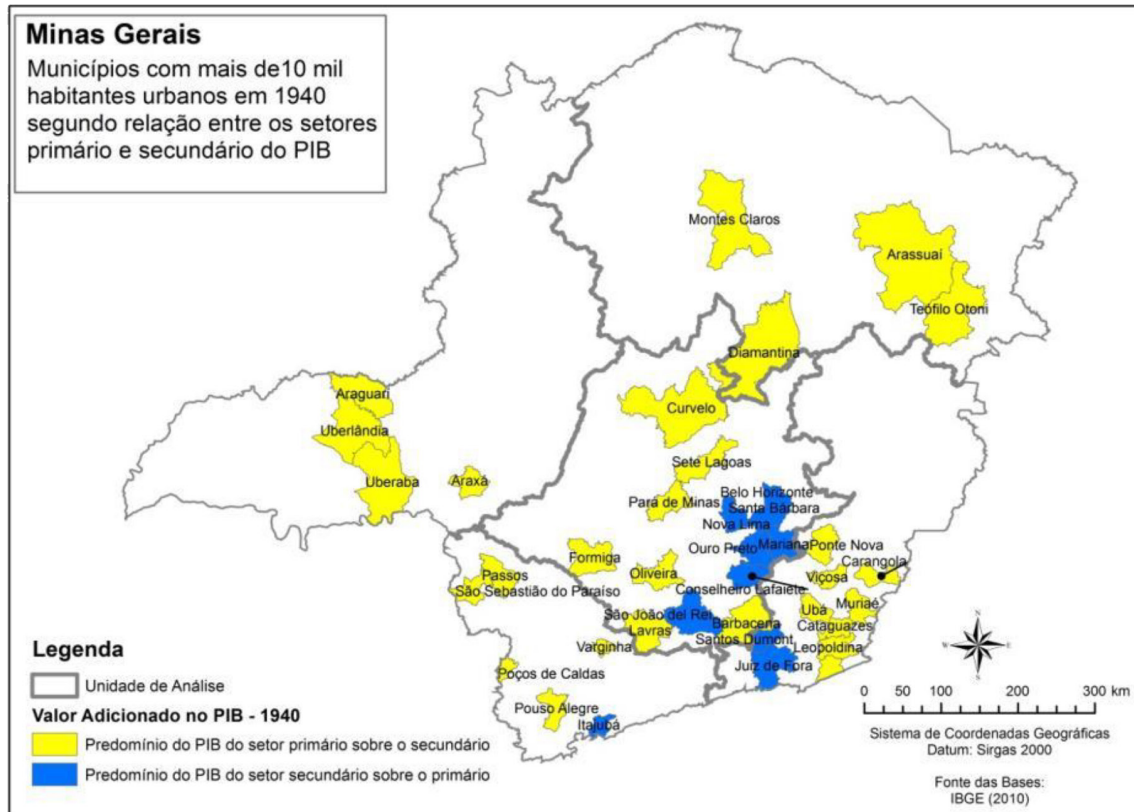 Minas Gerais
Municípios com mais de10 mil
habitantes urbanos em 1940
segundo relação entre os setores
primário e secundário do PIB
Montes Claros
Arassuaí
Teófilo Otoni
Diamantina
Araguari
Curvelo
Uberlândia
Sete Lagoas
Uberaba
Araxá
Belo Horizonte
Pará de Minas
Santa Bárbara
Nova Lima
Ouro Preto
Mariana
Ponte Nova
Formiga
Carangola
Oliveira
Viçosa
Passos
Conselheiro Lafaiete
São Sebastião do Paraíso
Muriaé
Ubá
São João del Rei
Barbacena
Cataguazes
Lavras
Santos Dumont
Varginha
Leopoldina
Juiz de Fora
Poços de Caldas
Pouso Alegre
Itajubá
Legenda
Unidade de Análise
Valor Adicionado no PIB - 1940
Predomínio do PIB do setor primário sobre o secundário
Predomínio do PIB do setor secundário sobre o primário
N
E
S
0 50 100 200 300 km
Sistema de Coordenadas Geográficas
Datum: Sirgas 2000
Fonte das Bases:
IBGE (2010)